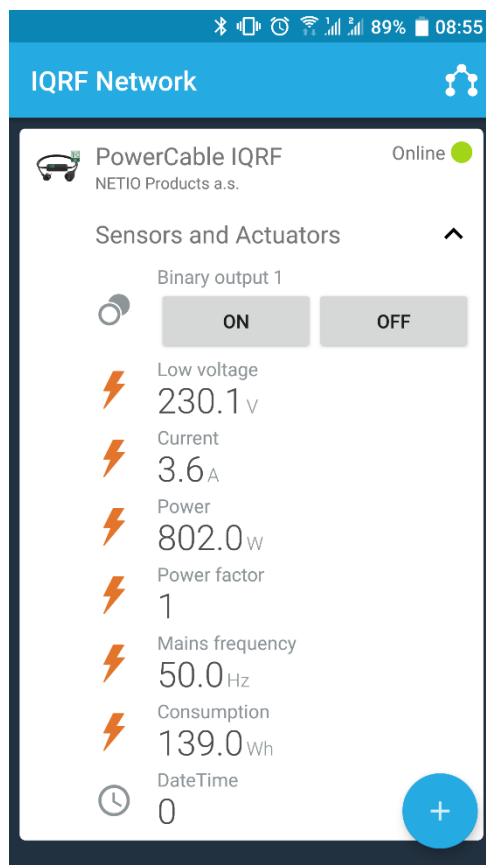 89% 08:55
IQRF Network
PowerCable IQRF Online
NETIO Products a.s.
Sensors and Actuators
Binary output 1
ON OFF
Low voltage
230.1 V
Current
3.6 A
Power
802.0 W
Power factor
1
Mains frequency
50.0 Hz
Consumption
139.0 Wh
DateTime
0
+